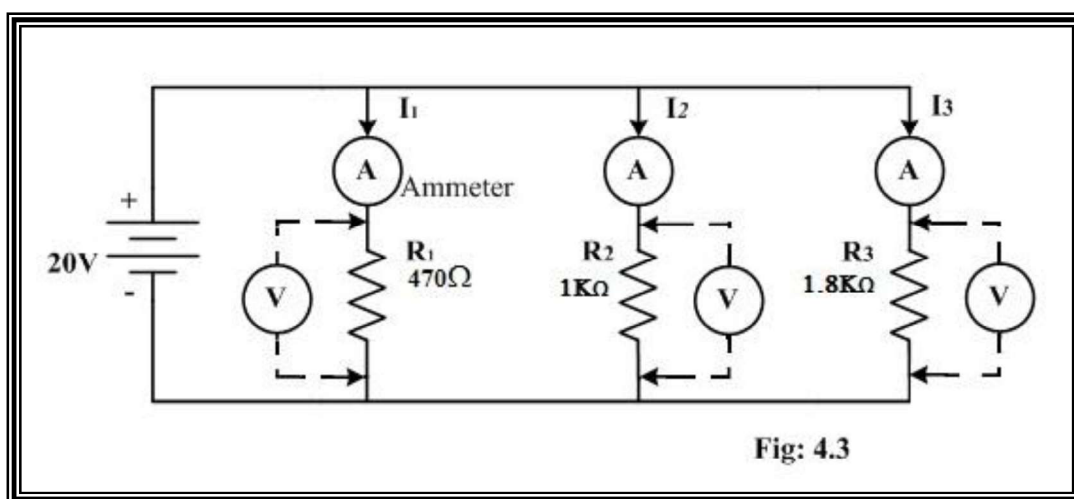 I1 I2 I3
A A A
Ammeter
+
20V
-
V R1 470Ω
R2 1KΩ V
R3 1.8KΩ V
Fig: 4.3